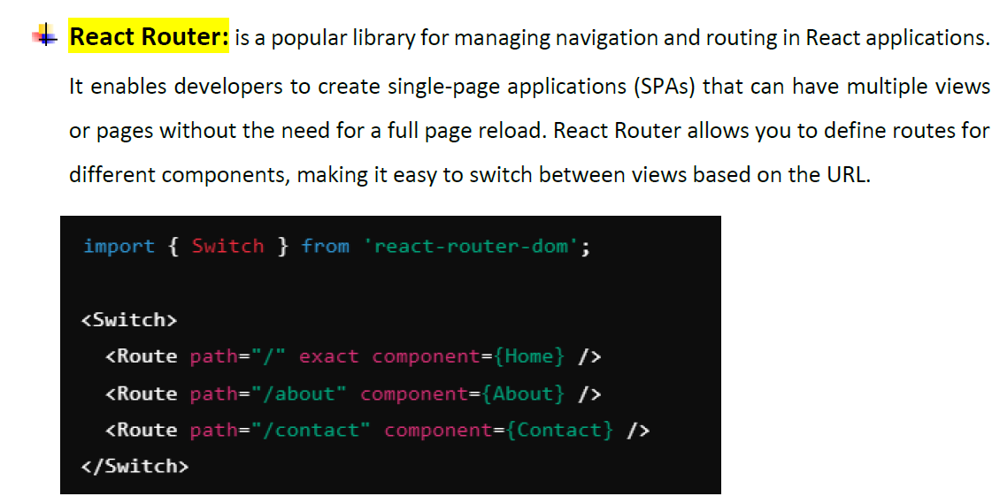 React Router: is a popular library for managing navigation and routing in React applications.
It enables developers to create single-page applications (SPAs) that can have multiple views
or pages without the need for a full page reload. React Router allows you to define routes for
different components, making it easy to switch between views based on the URL.
import { Switch } from 'react-router-dom';
<Switch>
<Route path="/" exact component={Home} />
<Route path="/about" component={About} />
<Route path="/contact" component={Contact} />
</Switch>